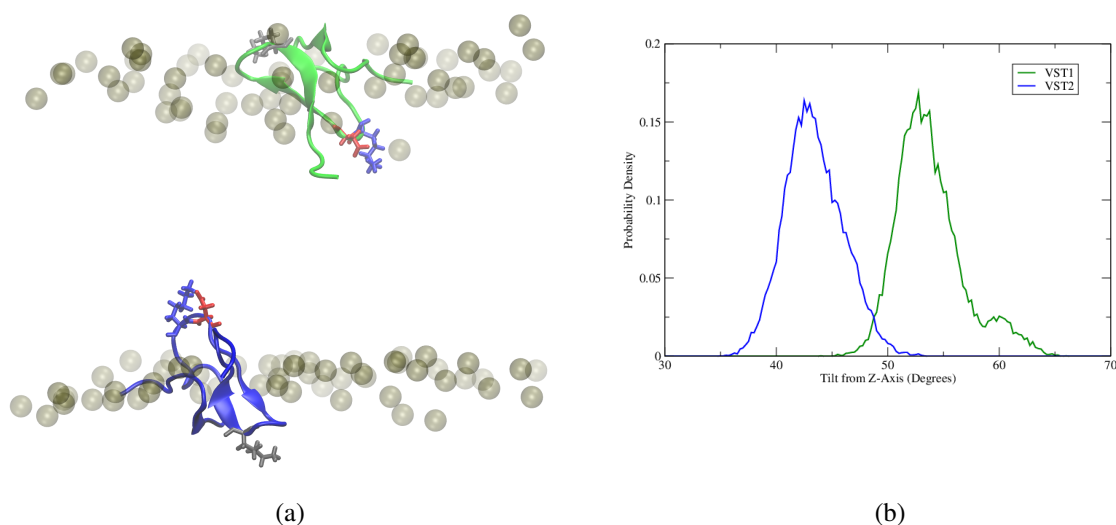 0.2
0.15
0.1
0.05
0
Probability Density
VST1
VST2
30
40
50
60
70
Tilt from Z-Axis (Degrees)
(a)
(b)